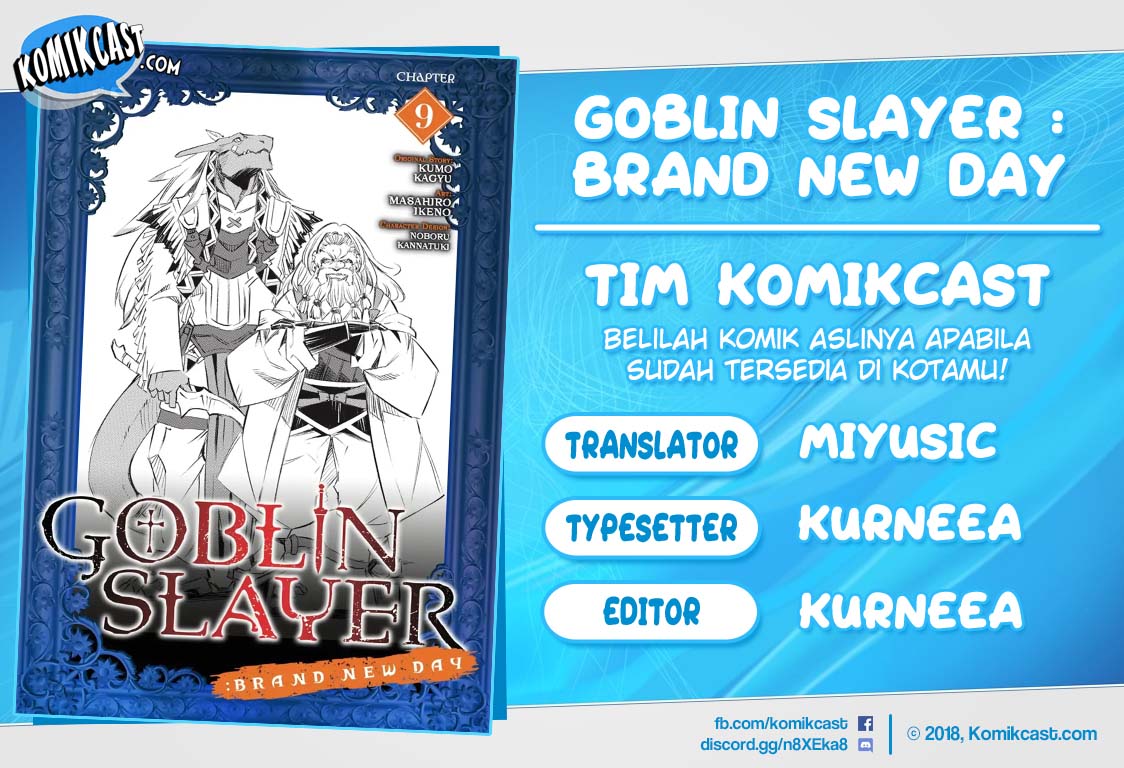 KOMIKCAST
.COM
CHAPTER
9
ORIGINAL STORY:
KUMO
KAGYU
ART:
MASAHIRO
IKENO
CHARACTER DESIGN:
NOBORU
KANNATUKI
GOBLIN
SLAYER
:BRAND NEW DAY
GOBLIN SLAYER :
BRAND NEW DAY
TIM KOMIKCAST
BELILAH KOMIK ASLINYA APABILA
SUDAH TERSEDIA DI KOTAMU!
TRANSLATOR MIYUSIC
TYPESETTER KURNEEA
EDITOR KURNEEA
fb.com/komikcast
discord.gg/n8XEka8
© 2018, Komikcast.com